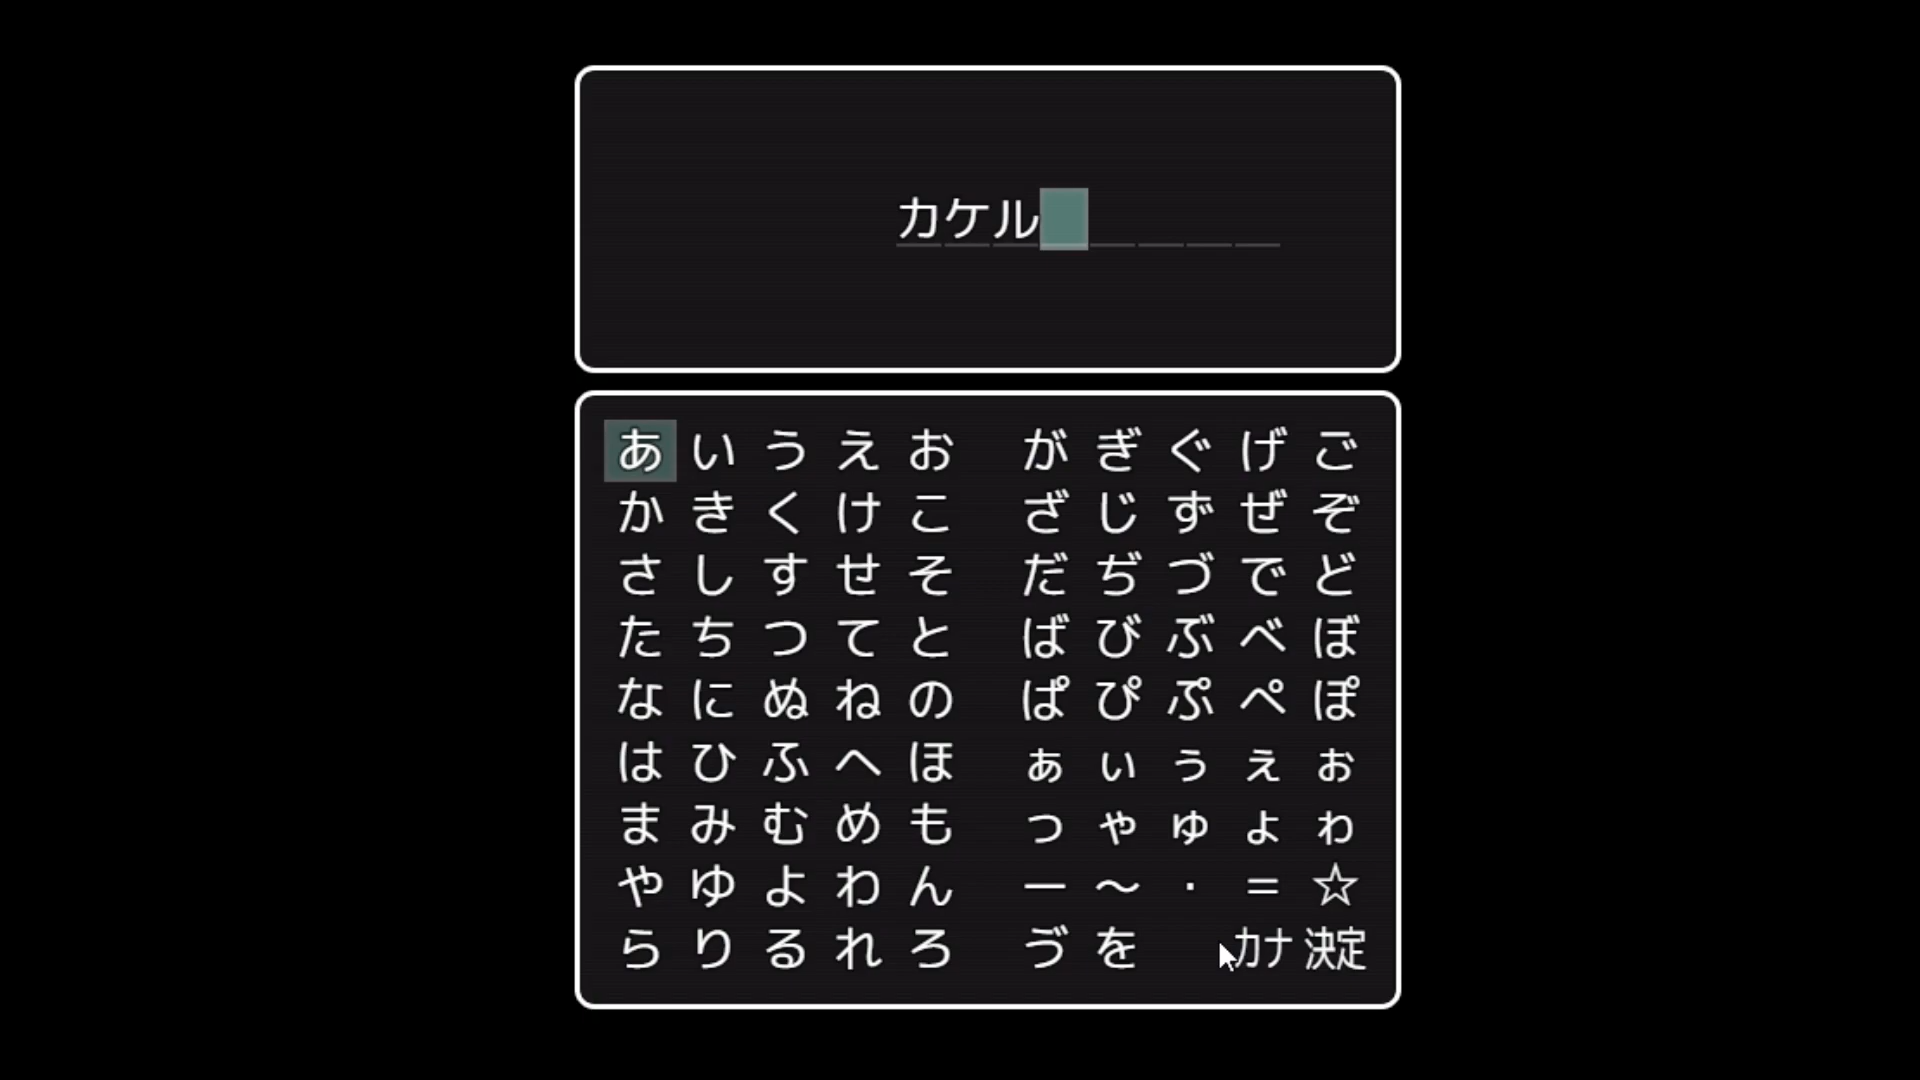 カケル
あいうえお がぎぐげご
かきくけこ ざじずぜぞ
さしすせそ だぢづでど
たちつてと ばびぶべぼ
なにぬねの ぱぴぷぺぽ
はひふへほ ぁぃぅぇぉ
まみむめも っゃゅょゎ
やゆよわん ー～・＝☆
らりるれろ ゔを カナ 決定